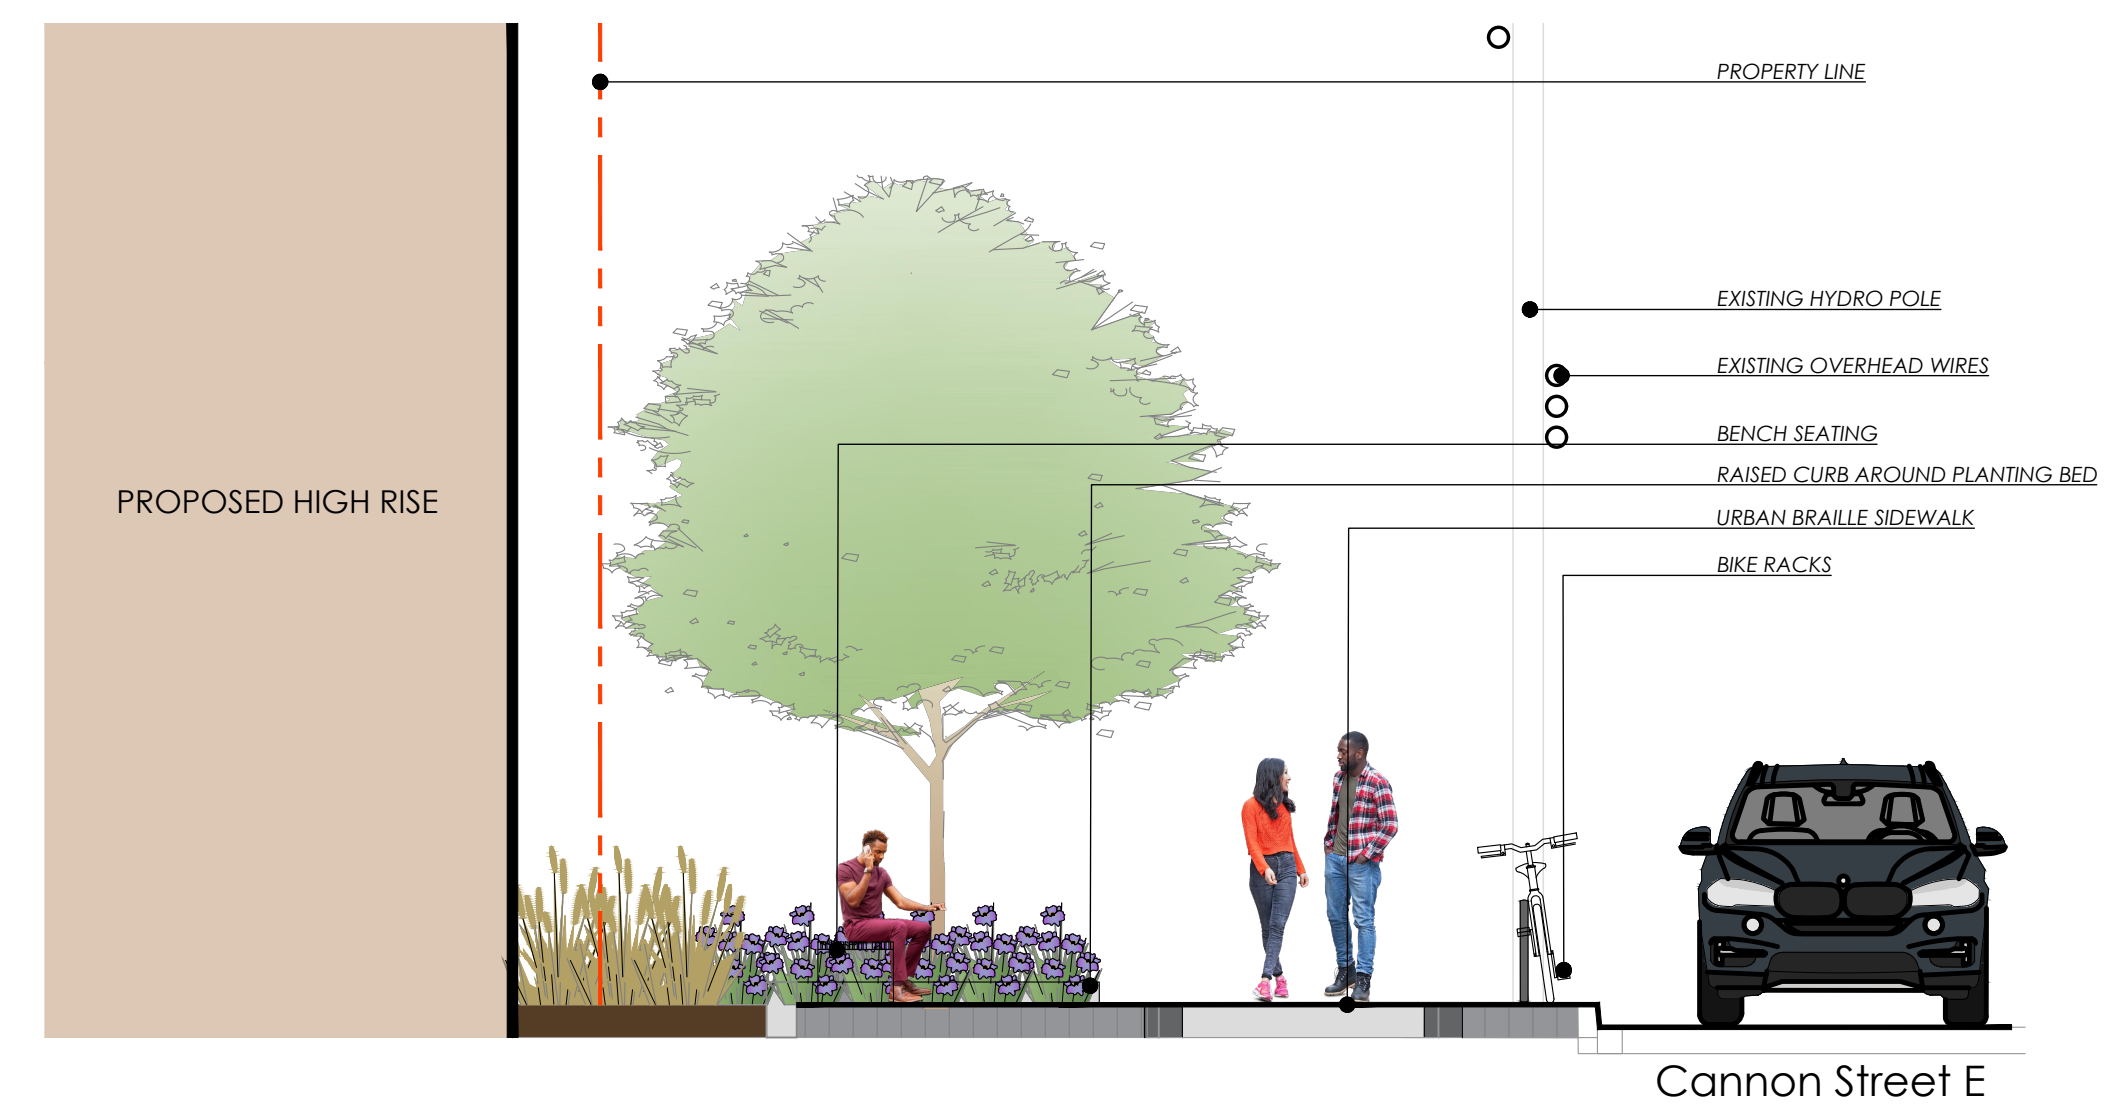 PROPERTY LINE
EXISTING HYDRO POLE
EXISTING OVERHEAD WIRES
BENCH SEATING
RAISED CURB AROUND PLANTING BED
PROPOSED HIGH RISE
URBAN BRAILLE SIDEWALK
BIKE RACKS
Cannon Street E